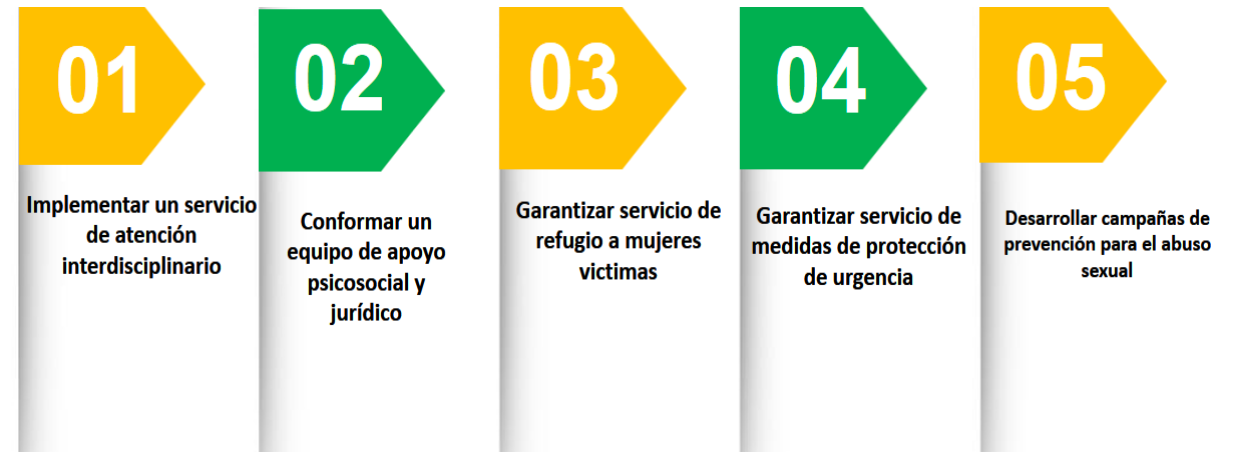 01
Implementar un servicio
de atención
interdisciplinario
02
Conformar un
equipo de apoyo
psicosocial y
jurídico
03
Garantizar servicio de
refugio a mujeres
victimas
04
Garantizar servicio de
medidas de protección
de urgencia
05
Desarrollar campañas de
prevención para el abuso
sexual